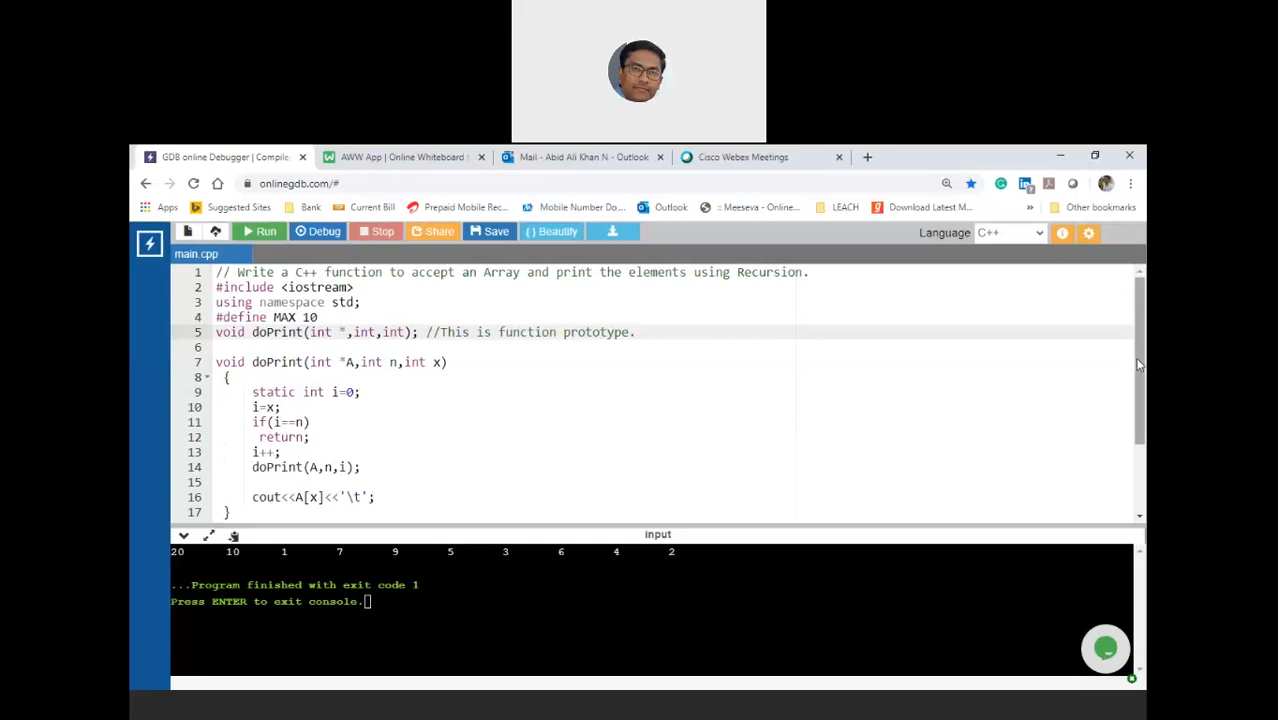 GDB online Debugger | Compile
AWW App | Online Whiteboard
Mail - Abid Ali Khan N. - Outlook
Cisco Webex Meetings
onlinegdb.com/#
Apps
Suggested Sites
Bank
Current Bill
Prepaid Mobile Rec...
Mobile Number Do...
Outlook
:: Meeseva - Online...
LEACH
Download Latest M...
»
Other bookmarks
Run
Debug
Stop
Share
Save
{ } Beautify
Language
C++
main.cpp
1 // Write a C++ function to accept an Array and print the elements using Recursion.
2 #include <iostream>
3 using namespace std;
4 #define MAX 10
5 void doPrint(int *,int,int); //This is function prototype.
6
7 void doPrint(int *A,int n,int x)
8 {
9 static int i=0;
10 i=x;
11 if(i==n)
12 return;
13 i++;
14 doPrint(A,n,i);
15
16 cout<<A[x]<<'\t';
17 }
input
20 10 1 7 9 5 3 6 4 2
...Program finished with exit code 1
Press ENTER to exit console.